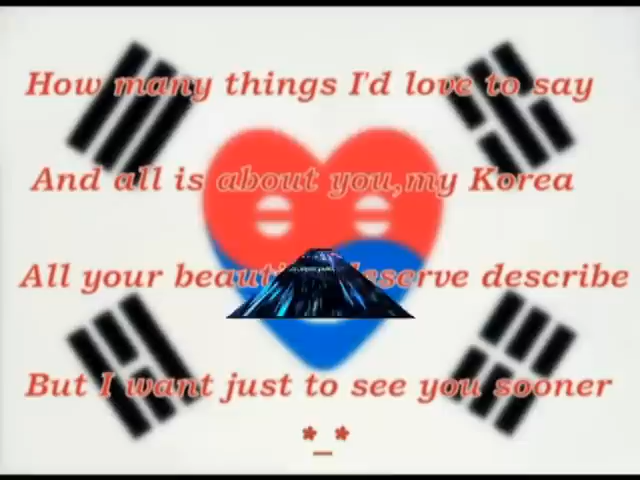 How many things I'd love to say
And all is about you,my Korea
All your deserve describe
But I want just to see you sooner
*_*